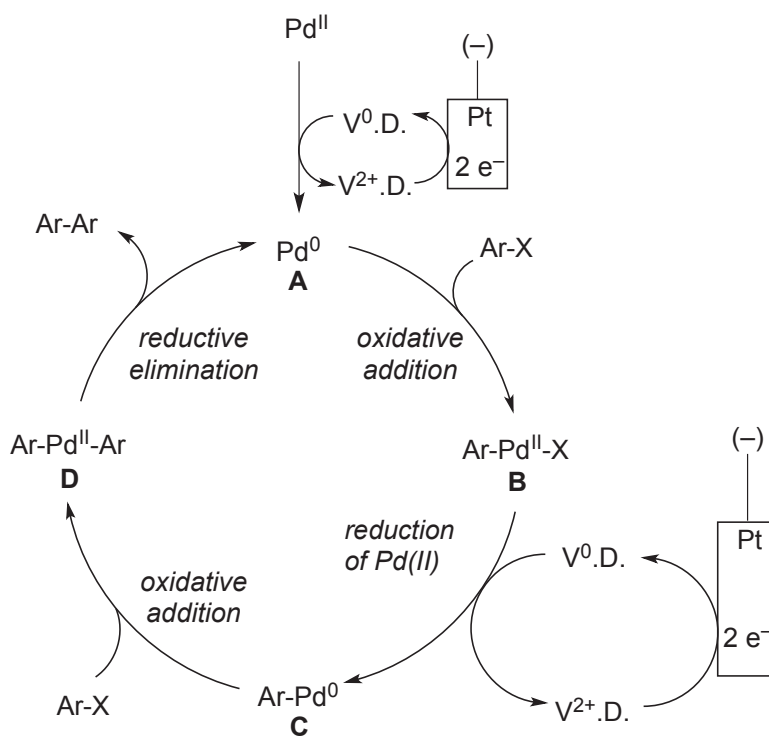 Pd^II
(–)
Pt
V^0.D.
2 e^–
V^2+.D.
Ar-Ar
Pd^0
A
Ar-X
reductive
elimination
oxidative
addition
Ar-Pd^II-Ar
D
Ar-Pd^II-X
B
(–)
reduction
of Pd(II)
Pt
V^0.D.
oxidative
addition
2 e^–
Ar-X
Ar-Pd^0
C
V^2+.D.